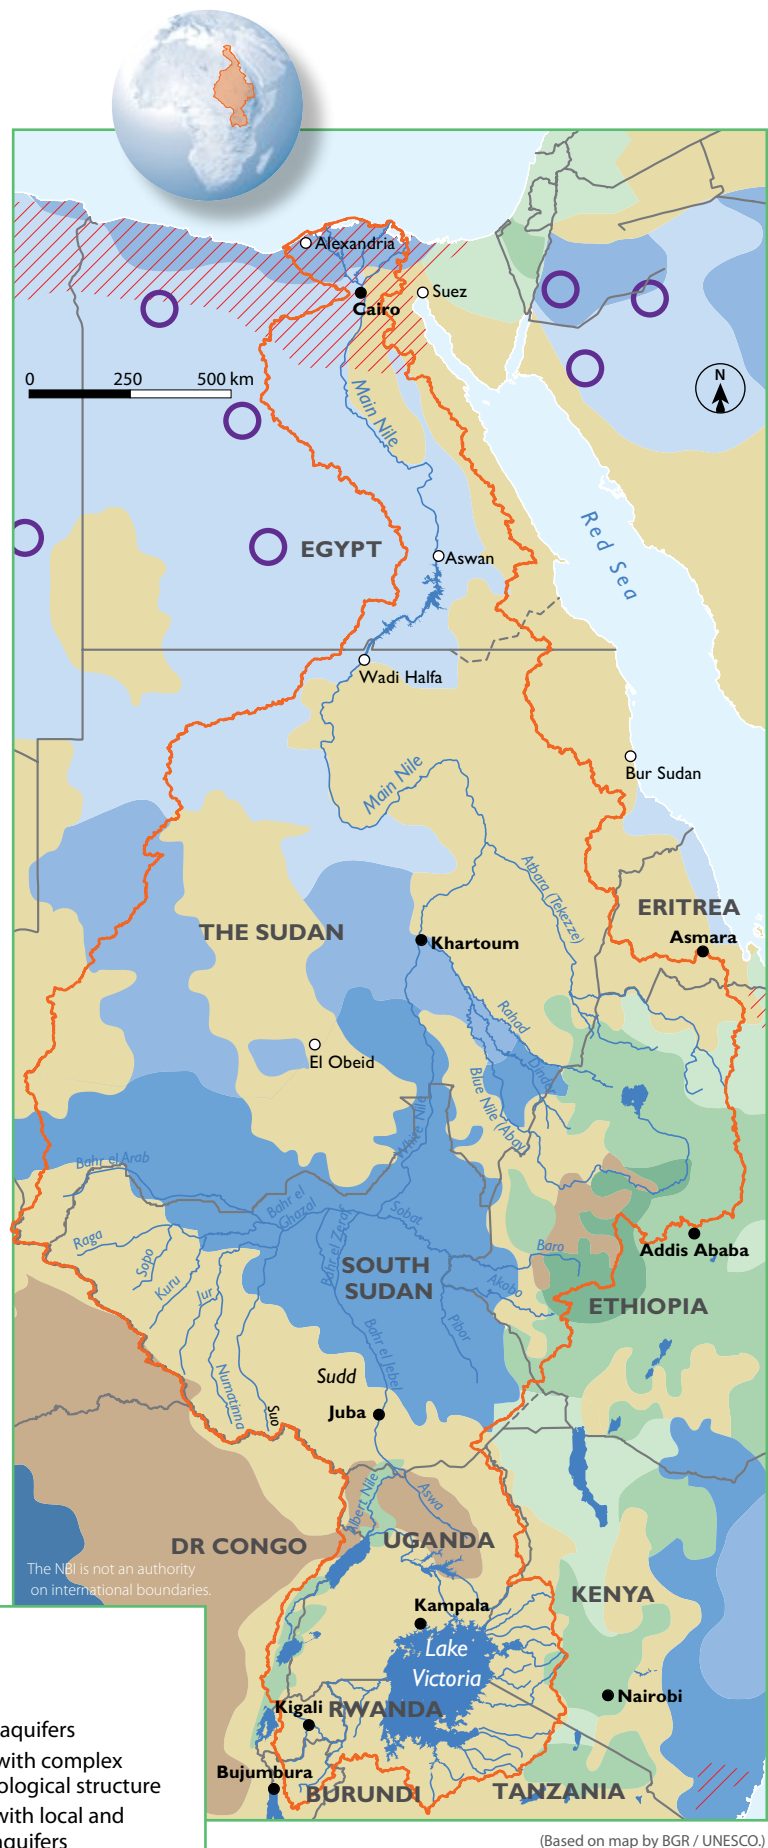 Alexandria
Suez
Cairo
N
0 250 500 km
Main Nile
Red Sea
EGYPT
Aswan
Wadi Halfa
Bur Sudan
Main Nile
Atbara (Tekezze)
ERITREA
THE SUDAN
Asmara
Khartoum
Rahad
El Obeid
Dinder
Blue Nile (Abay)
White Nile
Bahr el Arab
Bahr el
Ghazal
Sobat
Raga
Bahr el Zeraf
Baro
Addis Ababa
Sopo
SOUTH
SUDAN
Kuru
Jur
Akobo
ETHIOPIA
Pibor
Bahr el Jebel
Sudd
Numatinna
Suo
Juba
Albert Nile
Aswa
DR CONGO
UGANDA
The NBI is not an authority
on international boundaries.
KENYA
Kampala
Lake
Victoria
Nairobi
Kigali
RWANDA
aquifers
with complex
ological structure
Bujumbura
BURUNDI
TANZANIA
with local and
aquifers
(Based on map by BGR / UNESCO.)